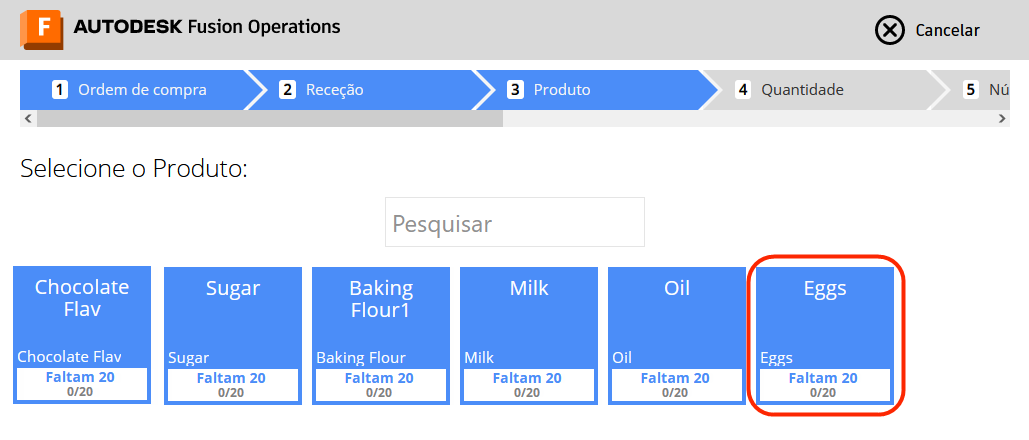 F AUTODESK Fusion Operations
Cancelar
1 Ordem de compra
2 Receção
3 Produto
4 Quantidade
5 Nú
Selecione o Produto:
Pesquisar
Chocolate
Flav
Chocolate Flav
Faltam 20
0/20
Sugar
Sugar
Faltam 20
0/20
Baking
Flour1
Baking Flour
Faltam 20
0/20
Milk
Milk
Faltam 20
0/20
Oil
Oil
Faltam 20
0/20
Eggs
Eggs
Faltam 20
0/20